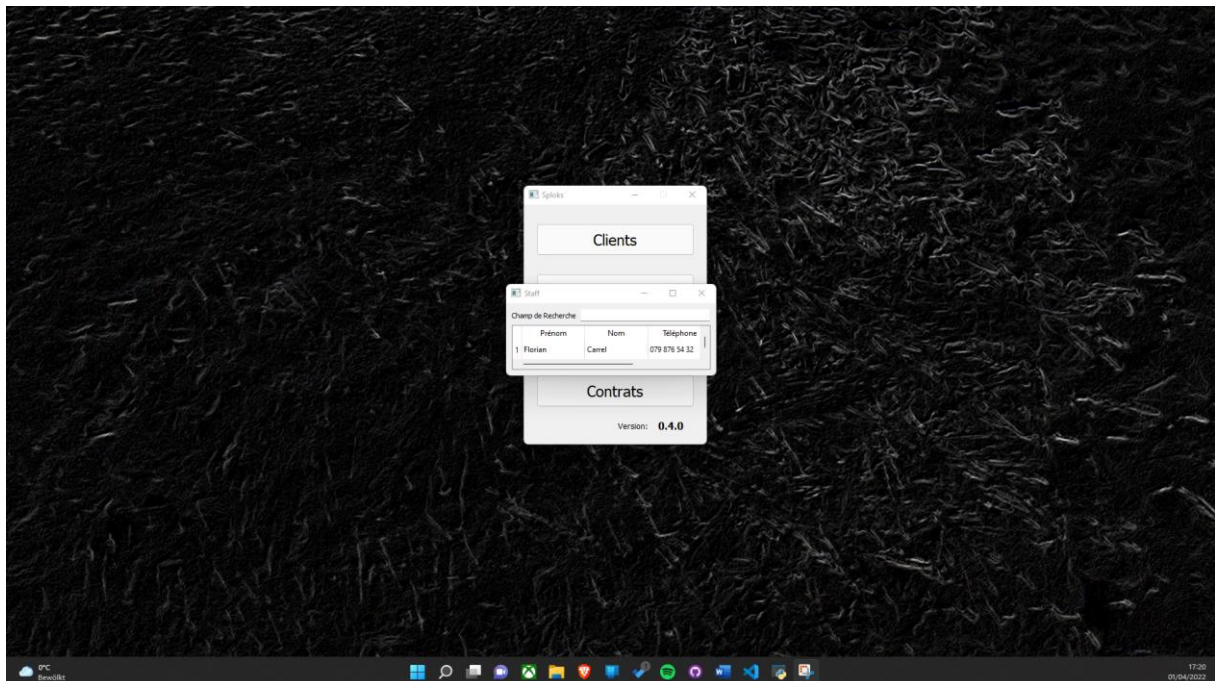 Sploks
Clients
Staff
Champ de Recherche
Prénom Nom Téléphone
1 Florian Carrel 079 876 54 32
Contrats
Version: 0.4.0
0°C
Bewölkt
17:20
01/04/2022